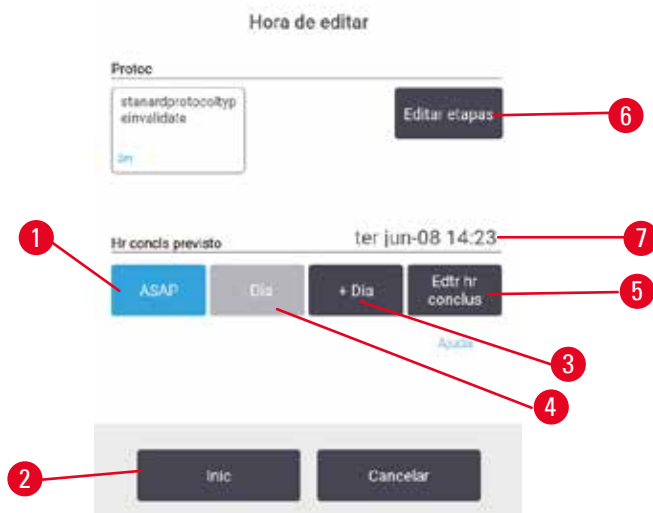 Hora de editar
Protoc
stanardprotocoltyp
einvalidate
Editar etapas
6
2m
1
Hr concls previsto
ter jun-08 14:23
7
ASAP
Dia
+ Dia
Edtr hr
conclus
5
Ajuda
3
4
2
Inic
Cancelar